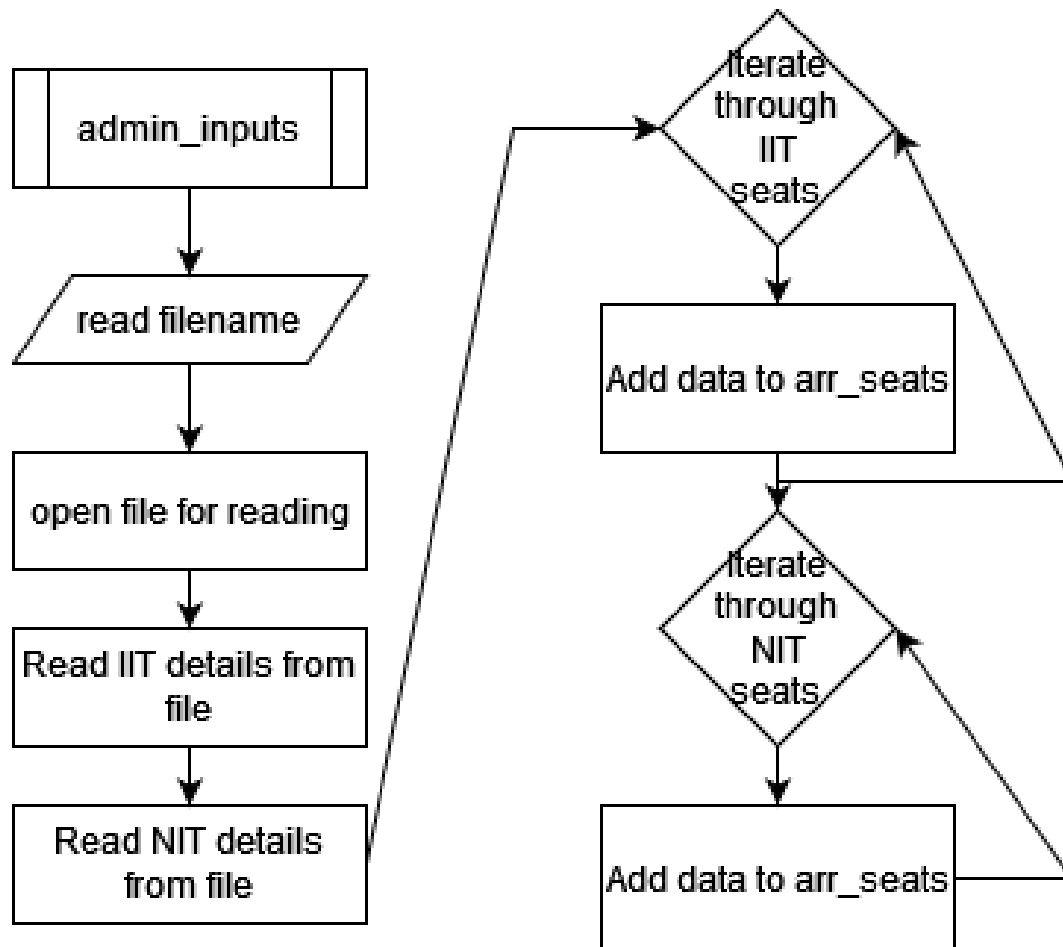 admin_inputs
read filename
open file for reading
Read IIT details from
file
Read NIT details
from file
Iterate
through
IIT
seats
Add data to arr_seats
Iterate
through
NIT
seats
Add data to arr_seats